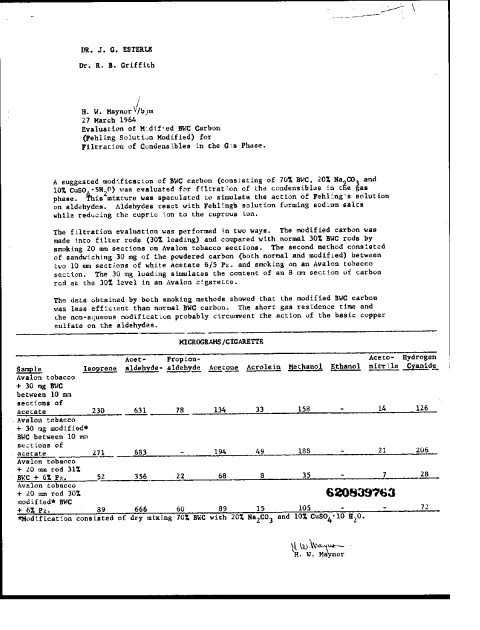 DR. J. G. ESTERLE
Dr. R. B. Griffith
H. W. Maynor /bjm
27 March 1964
Evaluation of Modified BWC Carbon
(Fehling Solution Modified) for
Filtration of Condensibles in the Gas Phase.
A suggested modification of BWC carbon (consisting of 70% BWC, 20% Na2CO3 and
10% CuSO4·5H2O) was evaluated for filtration of the condensibles in the gas
phase. This mixture was speculated to simulate the action of Fehling's solution
on aldehydes. Aldehydes react with Fehlings solution forming sodium salts
while reducing the cupric ion to the cuprous ion.
The filtration evaluation was performed in two ways. The modified carbon was
made into filter rods (30% loading) and compared with normal 30% BWC rods by
smoking 20 mm sections on Avalon tobacco sections. The second method consisted
of sandwiching 30 mg of the powdered carbon (both normal and modified) between
two 10 mm sections of white acetate 6/5 Pz. and smoking on an Avalon tobacco
section. The 30 mg loading simulates the content of an 8 mm section of carbon
rod at the 30% level in an Avalon cigarette.
The data obtained by both smoking methods showed that the modified BWC carbon
was less efficient than normal BWC carbon. The short gas residence time and
the non-aqueous modification probably circumvent the action of the basic copper
sulfate on the aldehydes.
MICROGRAMS/CIGARETTE
Acet- Propion- Aceto- Hydrogen
Sample Isoprene aldehyde- aldehyde Acetone Acrolein Methanol Ethanol nitrile Cyanide
Avalon tobacco
+ 30 mg BWC
between 10 mm
sections of
acetate 230 631 78 134 33 158 - 14 126
Avalon tobacco
+ 30 mg modified*
BWC between 10 mm
sections of
acetate 271 683 - 194 49 188 - 21 206
Avalon tobacco
+ 20 mm rod 31%
BWC + 6% Pz. 52 356 22 68 8 35 - 7 28
Avalon tobacco
+ 20 mm rod 30%
modified* BWC
+ 6% Pz. 89 666 60 89 15 105 - - 72
620839763
*Modification consisted of dry mixing 70% BWC with 20% Na2CO3 and 10% CuSO4·10 H2O.
H W Maynor
H. W. Maynor